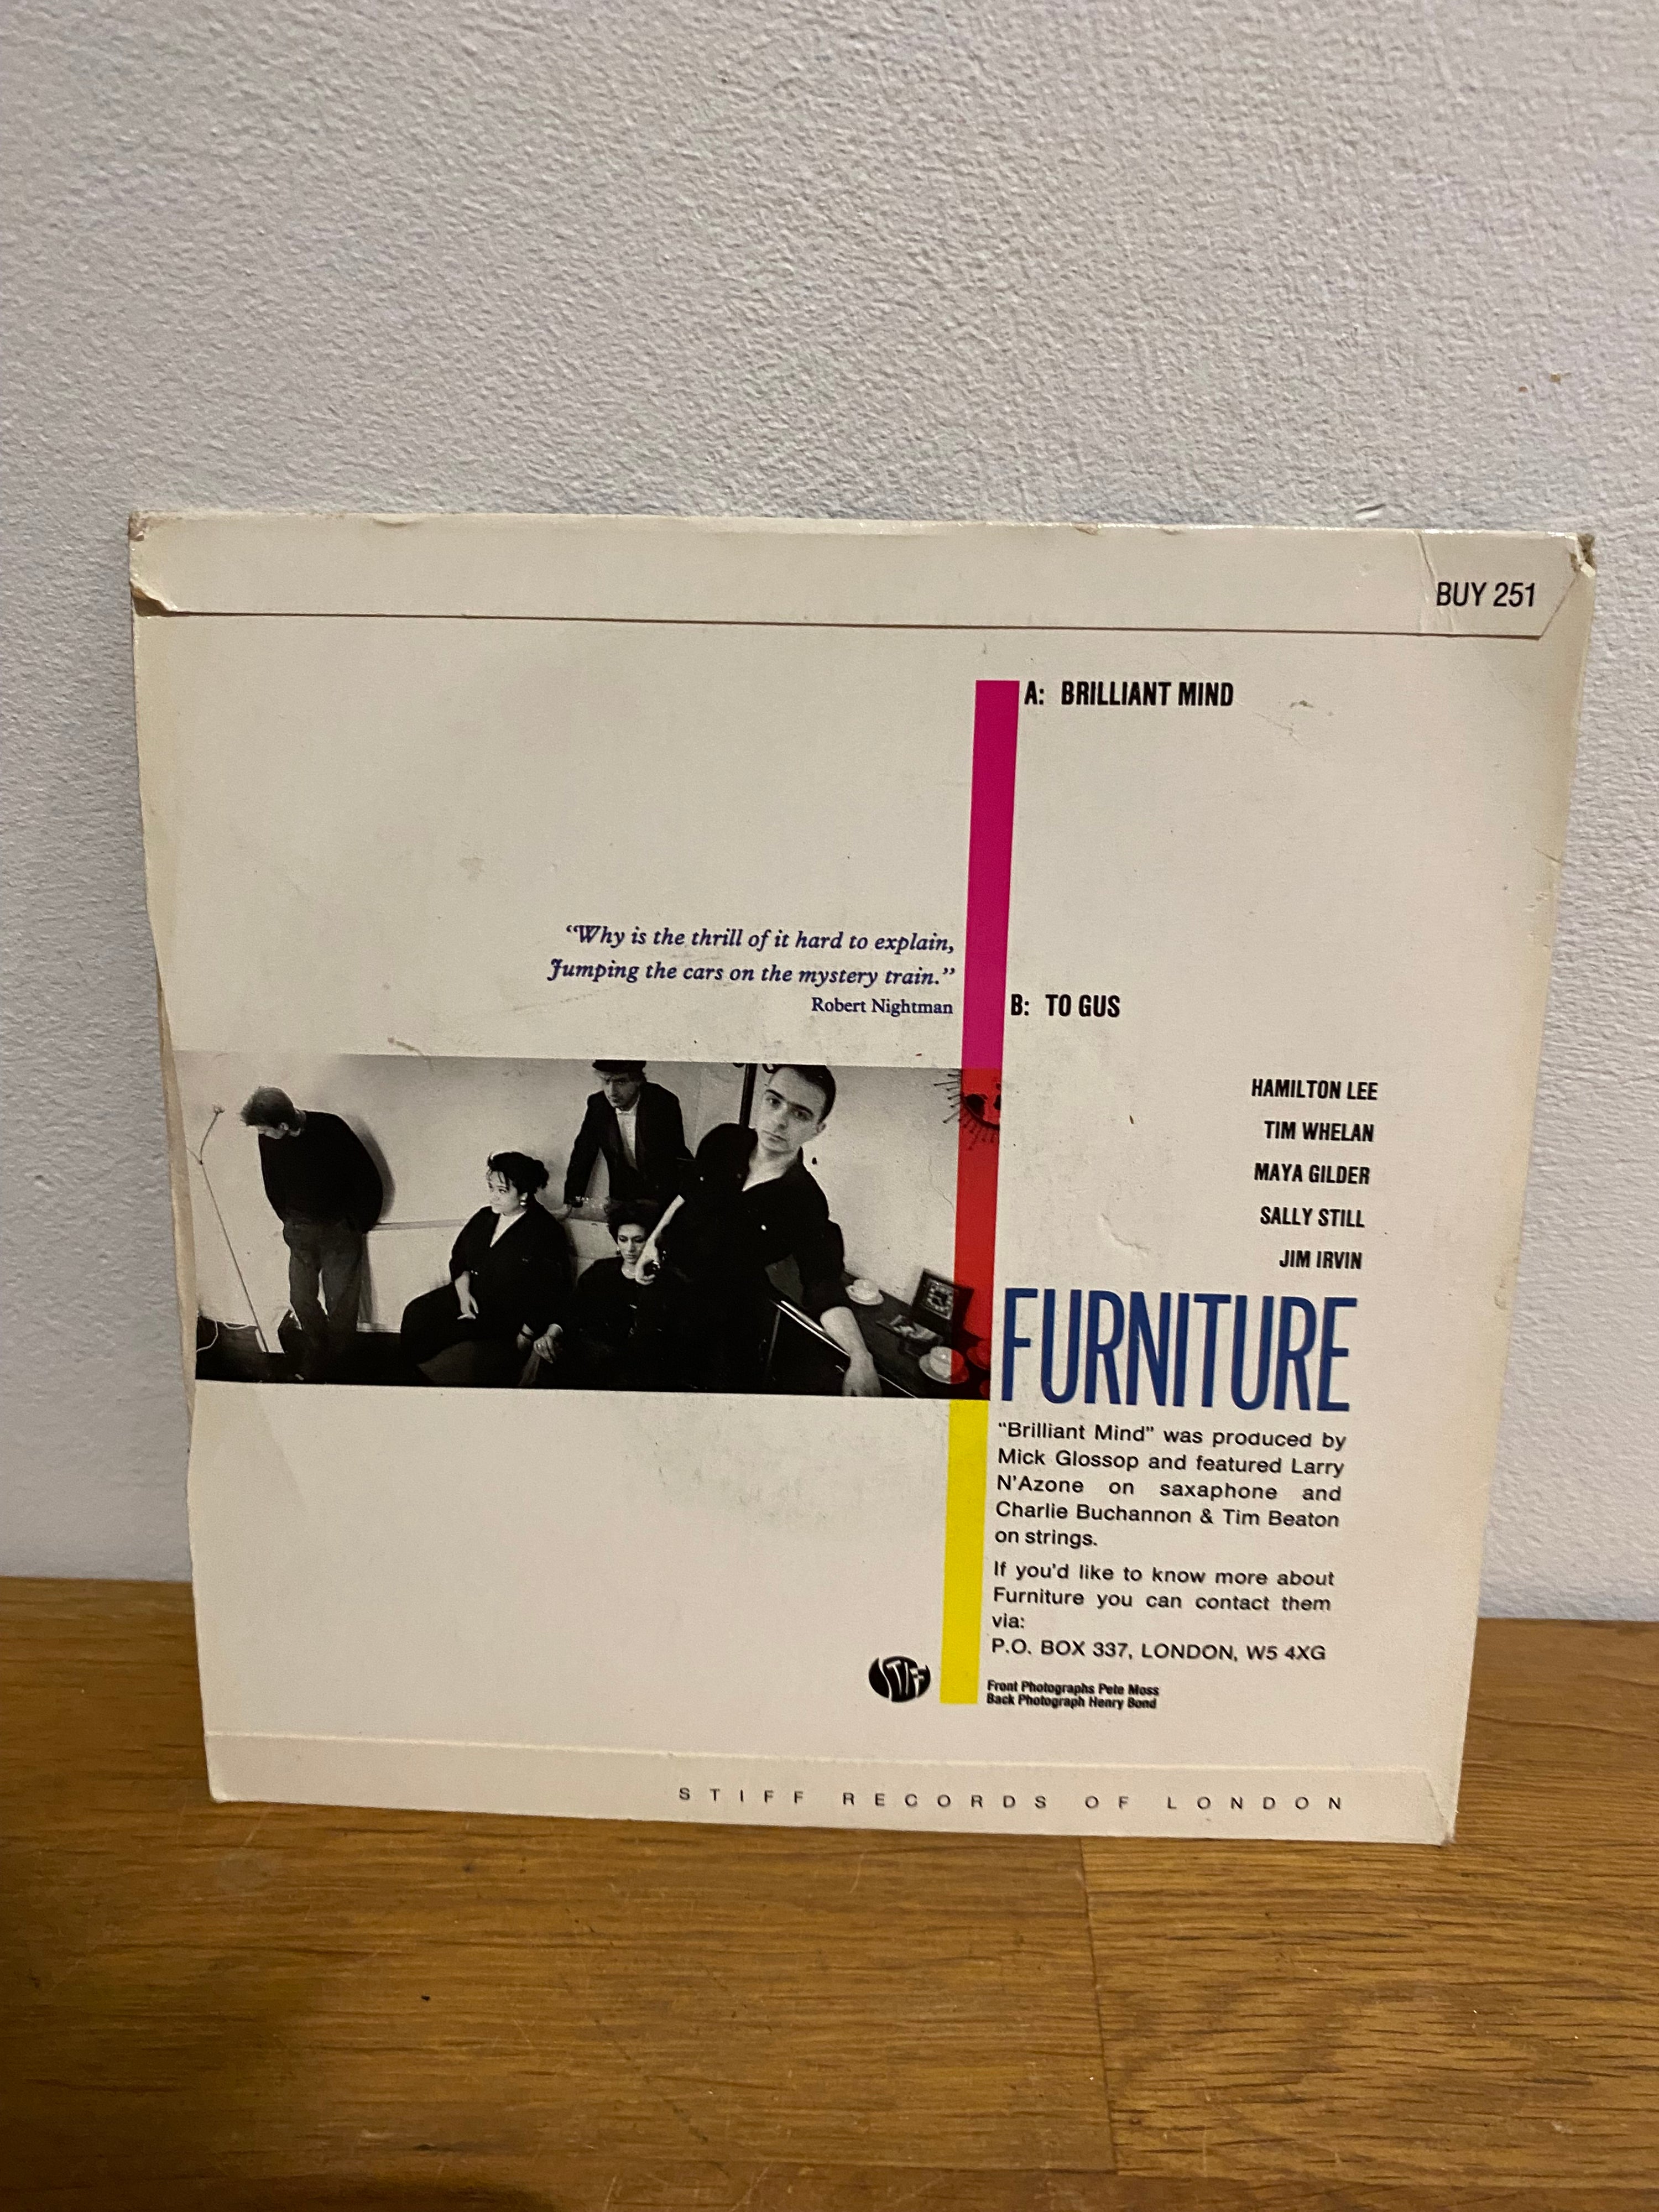 BUY 251
A: BRILLIANT MIND
“Why is the thrill of it hard to explain,
Jumping the cars on the mystery train.”
Robert Nightman
B: TO GUS
HAMILTON LEE
TIM WHELAN
MAYA GILDER
SALLY STILL
JIM IRVIN
FURNITURE
“Brilliant Mind” was produced by
Mick Glossop and featured Larry
N’Azone on saxaphone and
Charlie Buchannon & Tim Beaton
on strings.
If you’d like to know more about
Furniture you can contact them
via:
P.O. BOX 337, LONDON, W5 4XG
STIFF
Front Photographs Pete Moss
Back Photograph Henry Bond
STIFF RECORDS OF LONDON